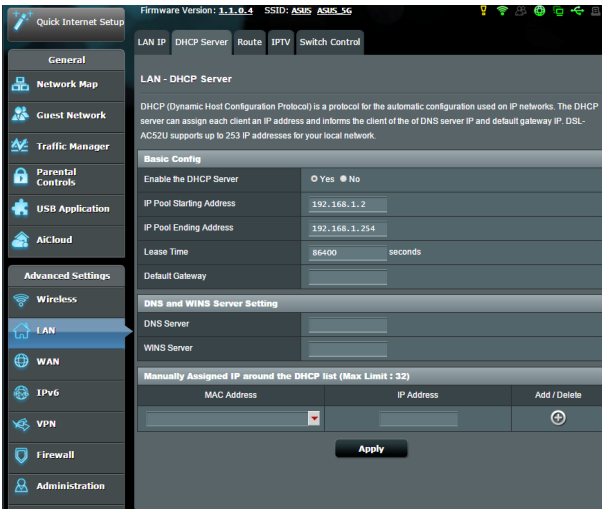 Quick Internet Setup
General
Network Map
Guest Network
Traffic Manager
Parental
Controls
USB Application
AiCloud
Advanced Settings
Wireless
LAN
WAN
IPv6
VPN
Firewall
Administration
Firmware Version: 1.1.0.4 SSID: ASUS ASUS_5G
LAN IP DHCP Server Route IPTV Switch Control
LAN - DHCP Server
DHCP (Dynamic Host Configuration Protocol) is a protocol for the automatic configuration used on IP networks. The DHCP
server can assign each client an IP address and informs the client of the of DNS server IP and default gateway IP. DSL-
AC52U supports up to 253 IP addresses for your local network.
Basic Config
Enable the DHCP Server Yes No
IP Pool Starting Address 192.168.1.2
IP Pool Ending Address 192.168.1.254
Lease Time 86400 seconds
Default Gateway
DNS and WINS Server Setting
DNS Server
WINS Server
Manually Assigned IP around the DHCP list (Max Limit : 32)
MAC Address IP Address Add / Delete
Apply